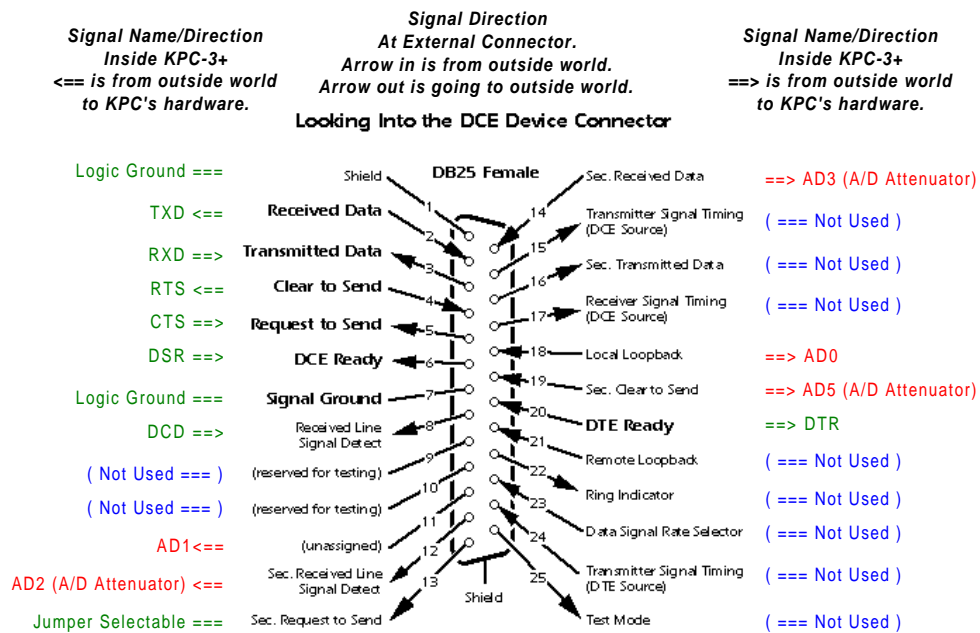 Signal Name/Direction
Inside KPC-3+
<== is from outside world
to KPC's hardware.
Signal Direction
At External Connector.
Arrow in is from outside world.
Arrow out is going to outside world.
Signal Name/Direction
Inside KPC-3+
==> is from outside world
to KPC's hardware.
Looking Into the DCE Device Connector
DB25 Female
Logic Ground ===
TXD <==
RXD ==>
RTS <==
CTS ==>
DSR ==>
Logic Ground ===
DCD ==>
( Not Used === )
( Not Used === )
AD1<==
AD2 (A/D Attenuator) <==
Jumper Selectable ===
Shield
Received Data
Transmitted Data
Clear to Send
Request to Send
DCE Ready
Signal Ground
Received Line
Signal Detect
(reserved for testing)
(reserved for testing)
(unassigned)
Sec. Received Line
Signal Detect
Sec. Request to Send
1
2
3
4
5
6
7
8
9
10
11
12
13
14
15
16
17
18
19
20
21
22
23
24
25
Shield
Sec. Received Data
Transmitter Signal Timing
(DCE Source)
Sec. Transmitted Data
Receiver Signal Timing
(DCE Source)
Local Loopback
Sec. Clear to Send
DTE Ready
Remote Loopback
Ring Indicator
Data Signal Rate Selector
Transmitter Signal Timing
(DTE Source)
Test Mode
==> AD3 (A/D Attenuator)
( === Not Used )
( === Not Used )
( === Not Used )
==> AD0
==> AD5 (A/D Attenuator)
==> DTR
( === Not Used )
( === Not Used )
( === Not Used )
( === Not Used )
( === Not Used )